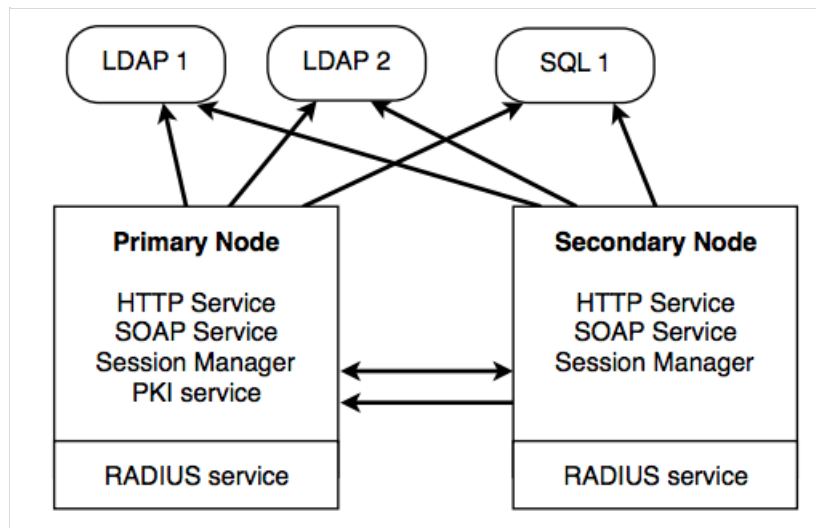 LDAP 1
LDAP 2
SQL 1
Primary Node
HTTP Service
SOAP Service
Session Manager
PKI service
RADIUS service
Secondary Node
HTTP Service
SOAP Service
Session Manager
RADIUS service